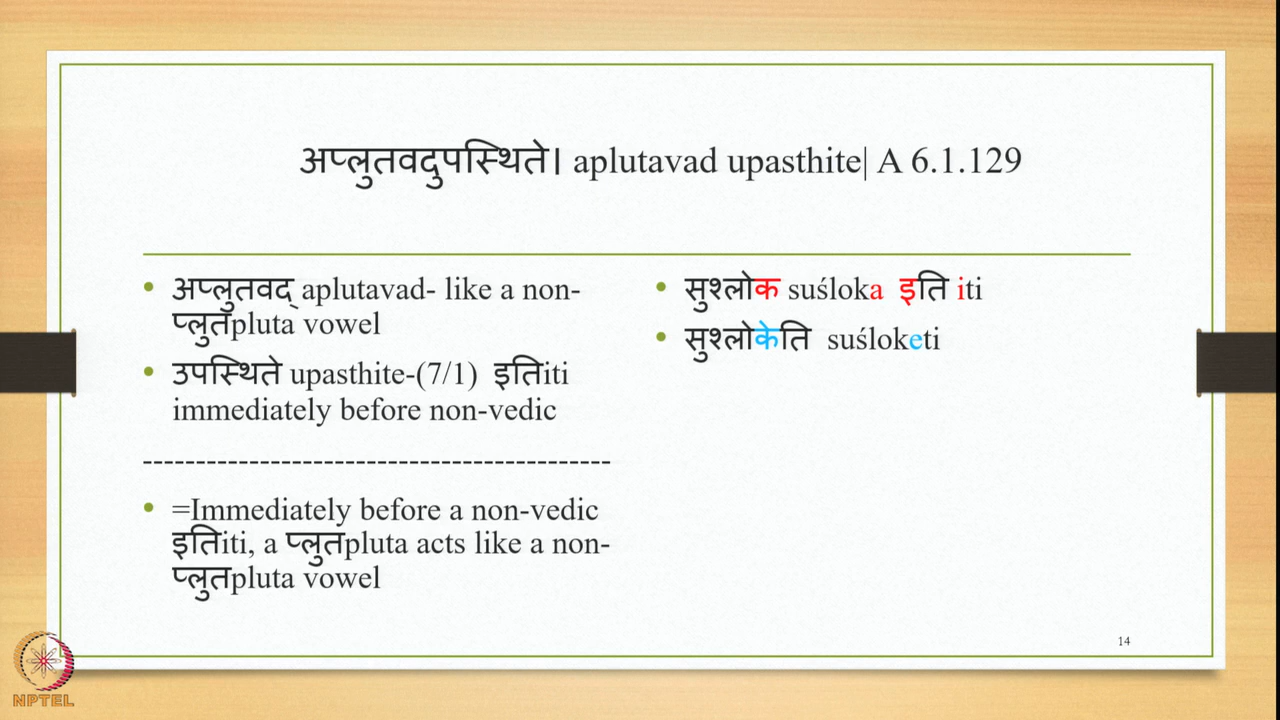 अप्लुतवदुपस्थिते। aplutavad upasthite| A 6.1.129
• अप्लुतवद् aplutavad- like a non-
प्लुतpluta vowel
• उपस्थिते upasthite-(7/1) इतिiti
immediately before non-vedic
------------------------------------------
• =Immediately before a non-vedic
इतिiti, a प्लुतpluta acts like a non-
प्लुतpluta vowel
• सुश्लोक suśloka इति iti
• सुश्लोकेति suśloketi
14
NPTEL